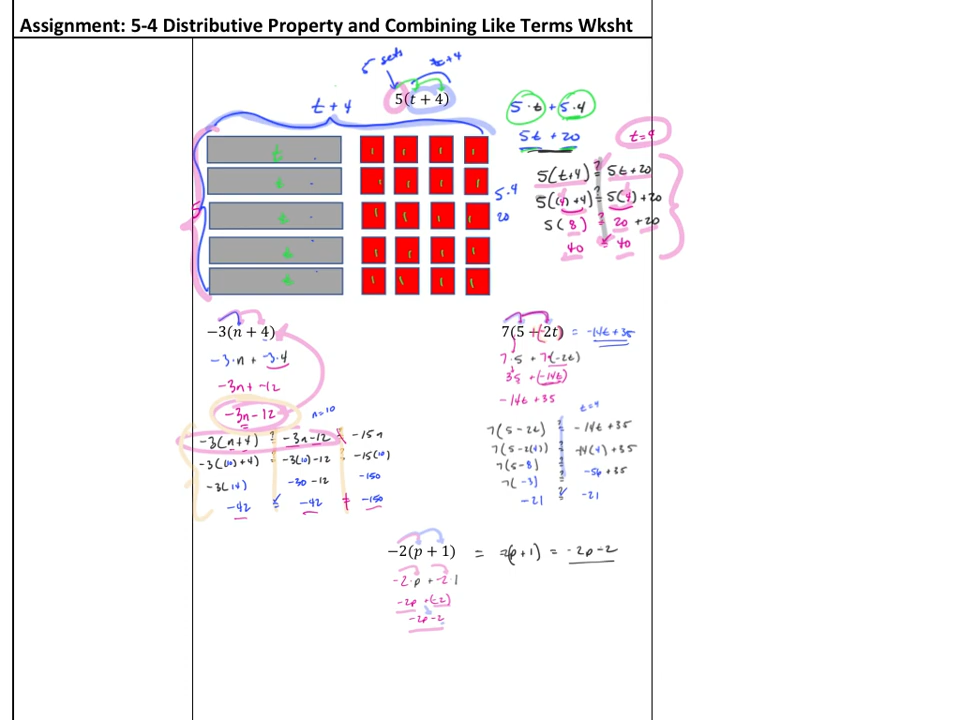 Assignment: 5-4 Distributive Property and Combining Like Terms Wksht
5 sets
t+4
5(t + 4)
t + 4
5·t + 5·4
5t + 20
t=4
t
t
t
t
t
5·4
20
5(t+4) ≟ 5t+20
5((4)+4) ≟ 5(4)+20
5(8) ≟ 20 +20
40 = 40
−3(n + 4)
-3·n + -3·4
-3n + -12
-3n - 12
n=10
-3(n+4) ? -3n-12 ? -15n
-3((10)+4) ? -3(10)-12 ? -15(10)
-3(14) -30 -12 -150
-42 = -42 ≠ -150
7(5 + (-2t) = -14t + 35
7·5 + 7(-2t)
35 + (-14t)
-14t + 35
t=4
7(5-2t) ? -14t +35
7(5-2(4)) ? -14(4)+35
7(5-8) -56 +35
7(-3)
-21 -21
−2(p + 1) = -2(p+1) = -2p-2
-2·p + -2·1
-2p + (-2)
-2p-2